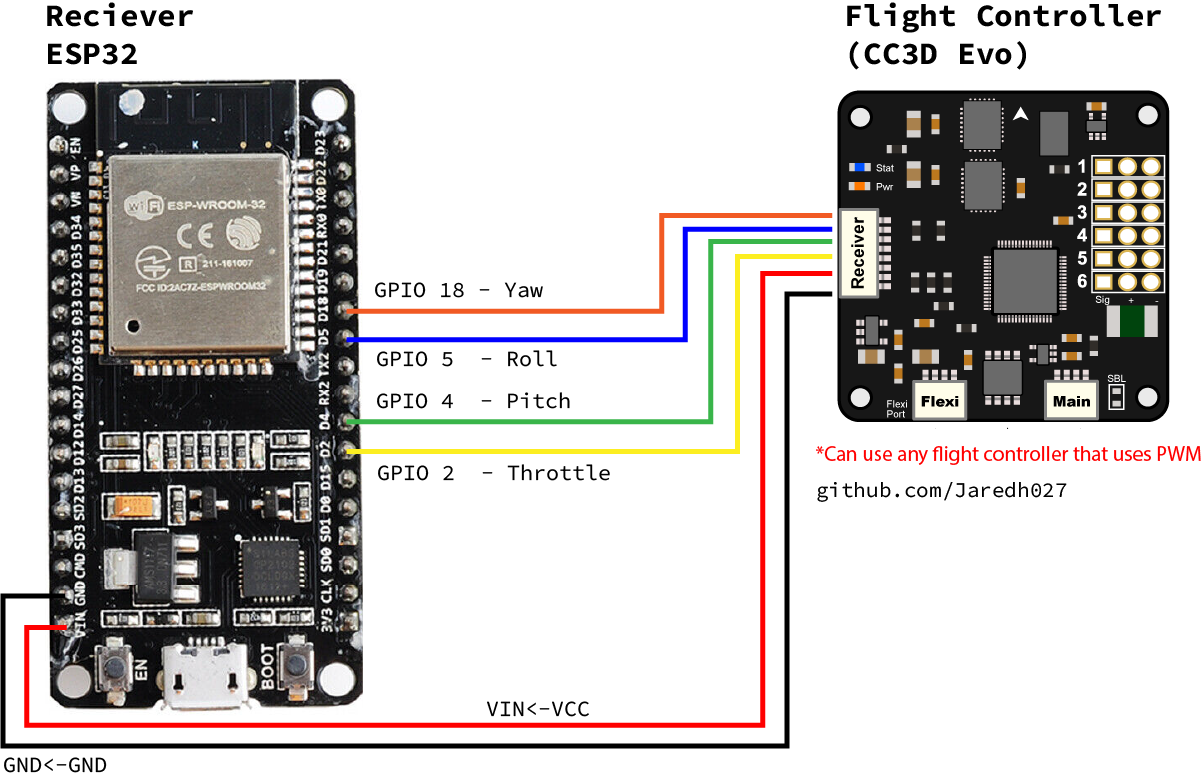 Reciever
ESP32
Flight Controller
(CC3D Evo)
EN
VP
VN
D34
D35
D32
D33
D25
D26
D27
D14
D12
D13
SD2
SD3
CMD
GND
VIN
D23
D22
TX0
RX0
D21
D19
D18
D5
TX2
RX2
D4
D2
D15
D0
SD1
SD0
CLK
3V3
K
WiFi ESP-WROOM-32
CE
R 211-161007
FCC ID:2AC7Z-ESPWROOM32
EN
BOOT
GPIO 18 - Yaw
GPIO 5 - Roll
GPIO 4 - Pitch
GPIO 2 - Throttle
VIN<-VCC
GND<-GND
Stat
Pwr
Receiver
1
2
3
4
5
6
Sig + -
Flexi
Port
Flexi
Main
SBL
*Can use any flight controller that uses PWM
github.com/Jaredh027